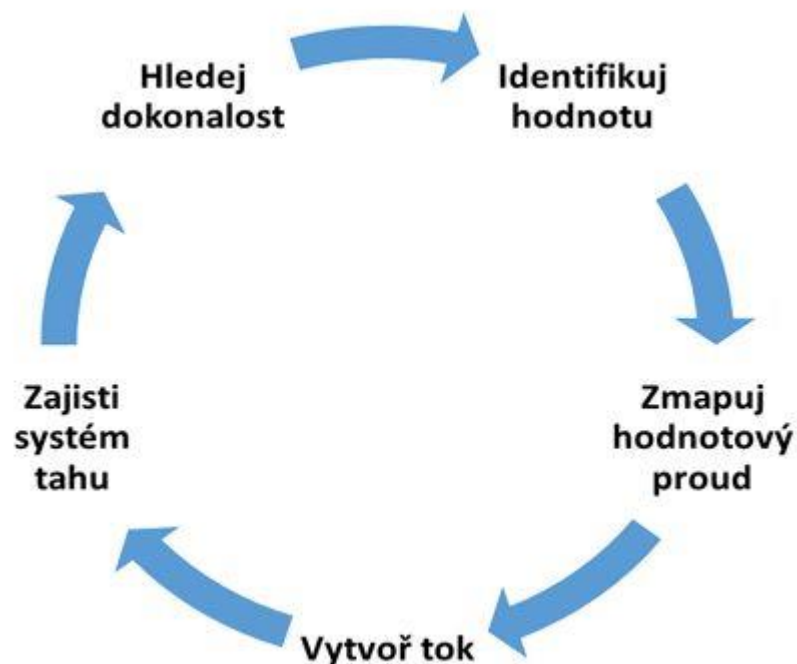 Hledej
dokonalost
Identifikuj
hodnotu
Zmapuj
hodnotový
proud
Vytvoř tok
Zajisti
systém
tahu